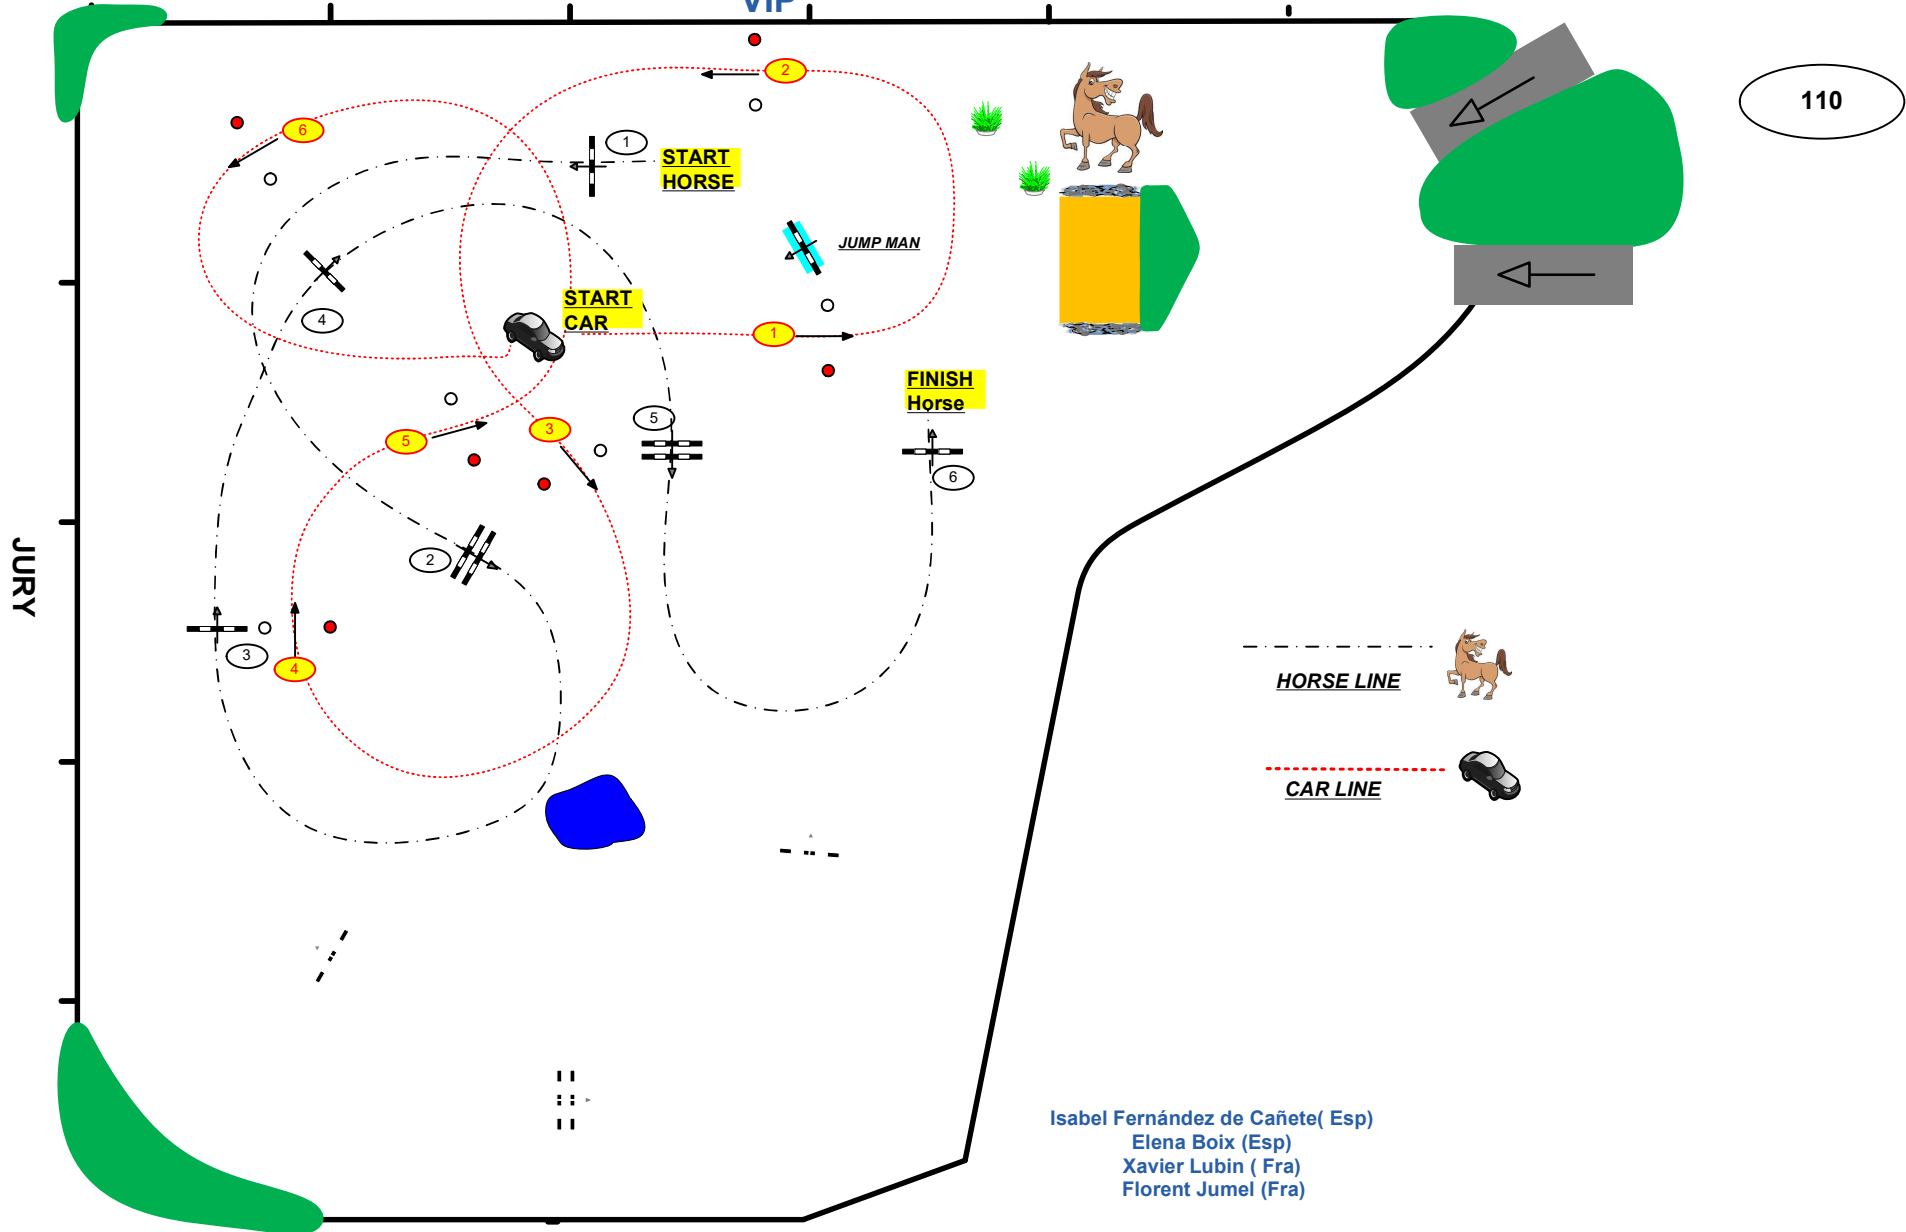 VIP
2
110
6
1
START
HORSE
JUMP MAN
START
CAR
4
1
FINISH
Horse
5
3
5
6
2
JURY
3
4
HORSE LINE
CAR LINE
Isabel Fernández de Cañete( Esp)
Elena Boix (Esp)
Xavier Lubin ( Fra)
Florent Jumel (Fra)